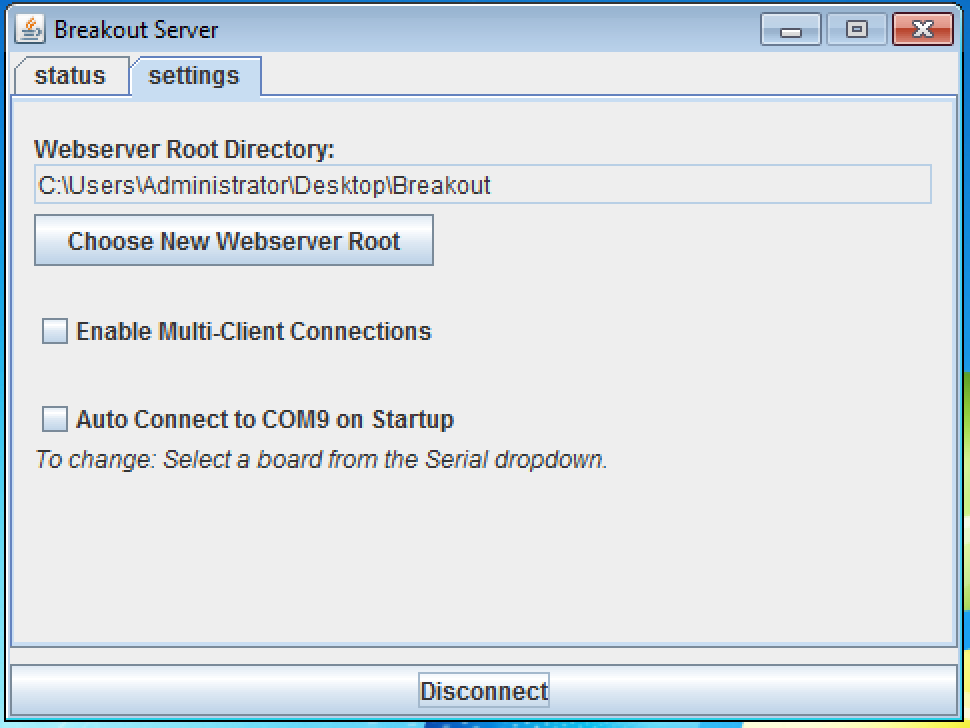 Breakout Server
status settings
Webserver Root Directory:
C:\Users\Administrator\Desktop\Breakout
Choose New Webserver Root
Enable Multi-Client Connections
Auto Connect to COM9 on Startup
To change: Select a board from the Serial dropdown.
Disconnect